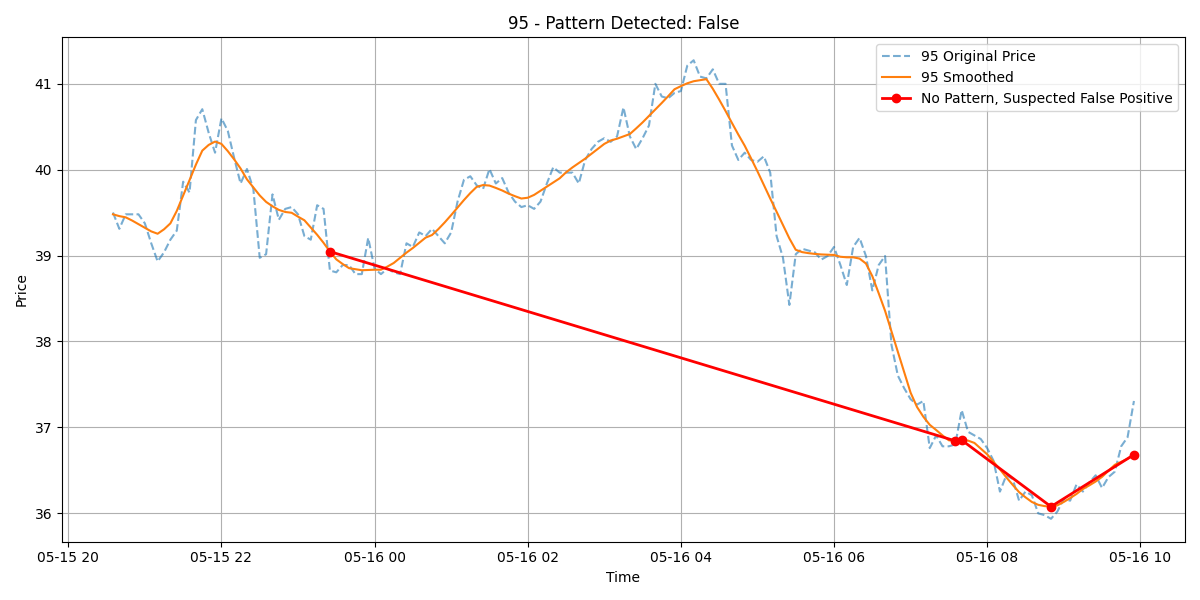 95 - Pattern Detected: False
95 Original Price
95 Smoothed
No Pattern, Suspected False Positive
Price
41
40
39
38
37
36
05-15 20
05-15 22
05-16 00
05-16 02
05-16 04
05-16 06
05-16 08
05-16 10
Time